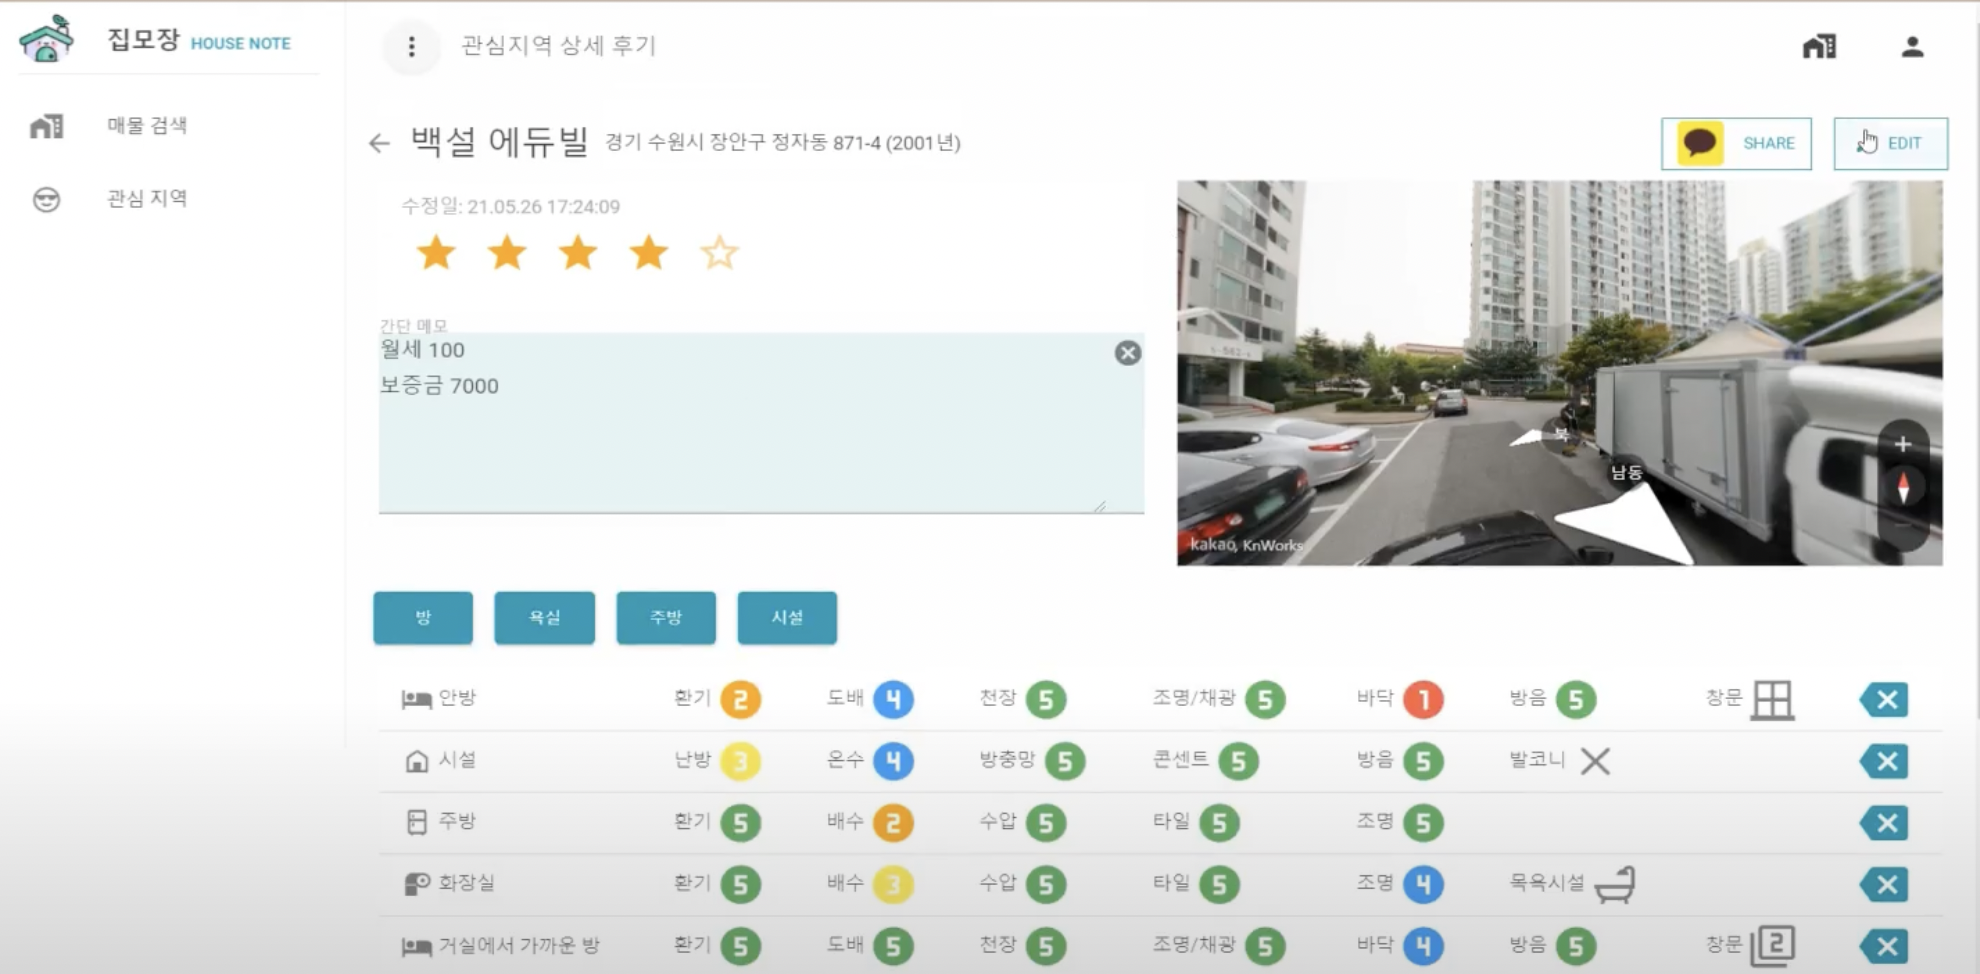 집모장 HOUSE NOTE
관심지역 상세 후기
매물 검색
관심 지역
백설 에듀빌 경기 수원시 장안구 정자동 871-4 (2001년)
SHARE
EDIT
수정일: 21.05.26 17:24:09
간단 메모
월세 100
보증금 7000
북
남동
kakao, KnWorks
방 욕실 주방 시설
안방 환기 2 도배 4 천장 5 조명/채광 5 바닥 1 방음 5 창문
시설 난방 3 온수 4 방충망 5 콘센트 5 방음 5 발코니
주방 환기 5 배수 2 수압 5 타일 5 조명 5
화장실 환기 5 배수 3 수압 5 타일 5 조명 4 목욕시설
거실에서 가까운 방 환기 5 도배 5 천장 5 조명/채광 5 바닥 4 방음 5 창문 2